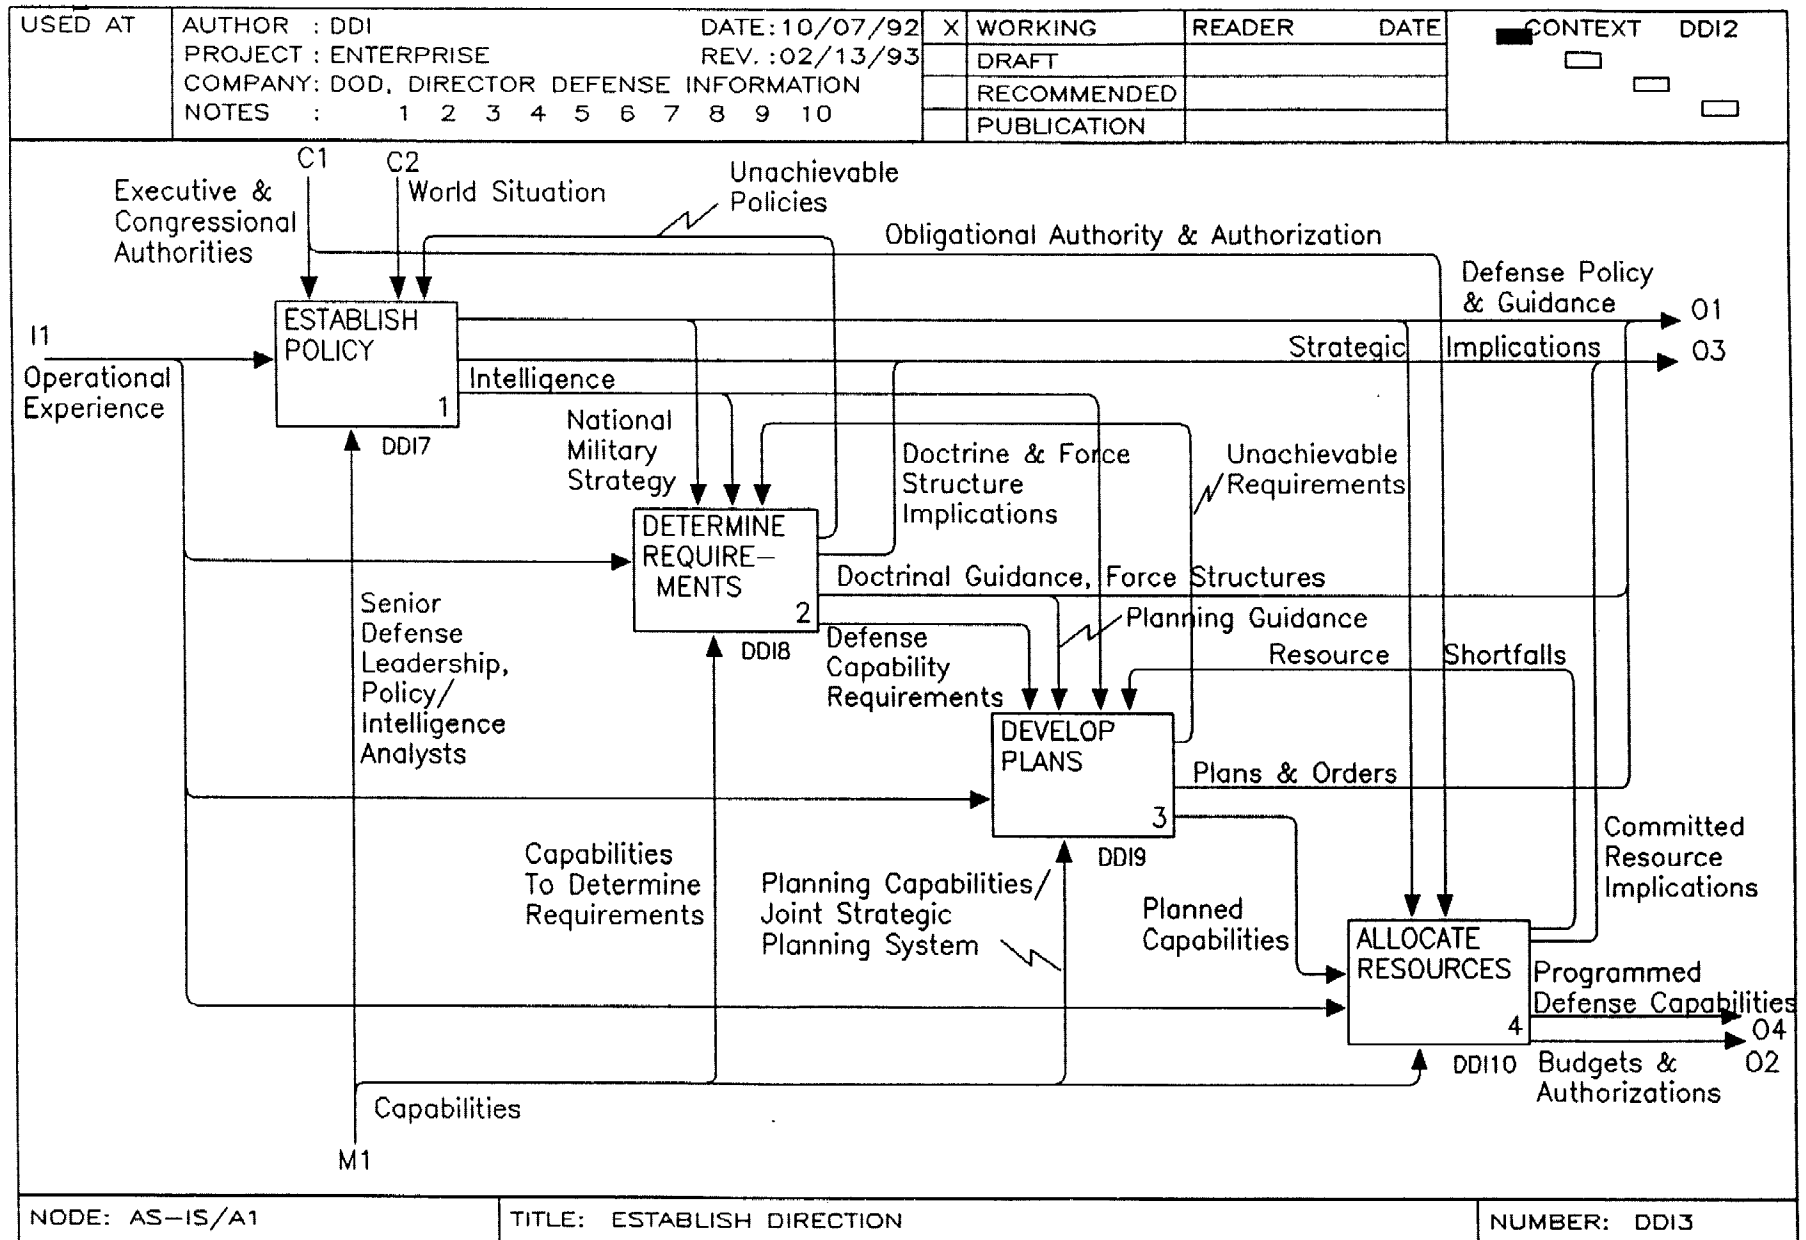 USED AT
AUTHOR : DDI DATE: 10/07/92
PROJECT : ENTERPRISE REV. : 02/13/93
COMPANY: DOD, DIRECTOR DEFENSE INFORMATION
NOTES : 1 2 3 4 5 6 7 8 9 10
X WORKING
DRAFT
RECOMMENDED
PUBLICATION
READER DATE
CONTEXT DDI2
C1
C2
Executive &
Congressional
Authorities
World Situation
Unachievable
Policies
Obligational Authority & Authorization
Defense Policy
& Guidance
O1
Strategic Implications
O3
I1
Operational
Experience
ESTABLISH
POLICY
1
DDI7
Intelligence
National
Military
Strategy
Doctrine & Force
Structure
Implications
Unachievable
Requirements
DETERMINE
REQUIRE-
MENTS
2
DDI8
Doctrinal Guidance, Force Structures
Planning Guidance
Defense
Capability
Requirements
Resource Shortfalls
Senior
Defense
Leadership,
Policy/
Intelligence
Analysts
DEVELOP
PLANS
3
DDI9
Plans & Orders
Capabilities
To Determine
Requirements
Planning Capabilities/
Joint Strategic
Planning System
Planned
Capabilities
Committed
Resource
Implications
ALLOCATE
RESOURCES
4
DDI10
Programmed
Defense Capabilities
O4
O2
Budgets &
Authorizations
Capabilities
M1
NODE: AS-IS/A1
TITLE: ESTABLISH DIRECTION
NUMBER: DDI3